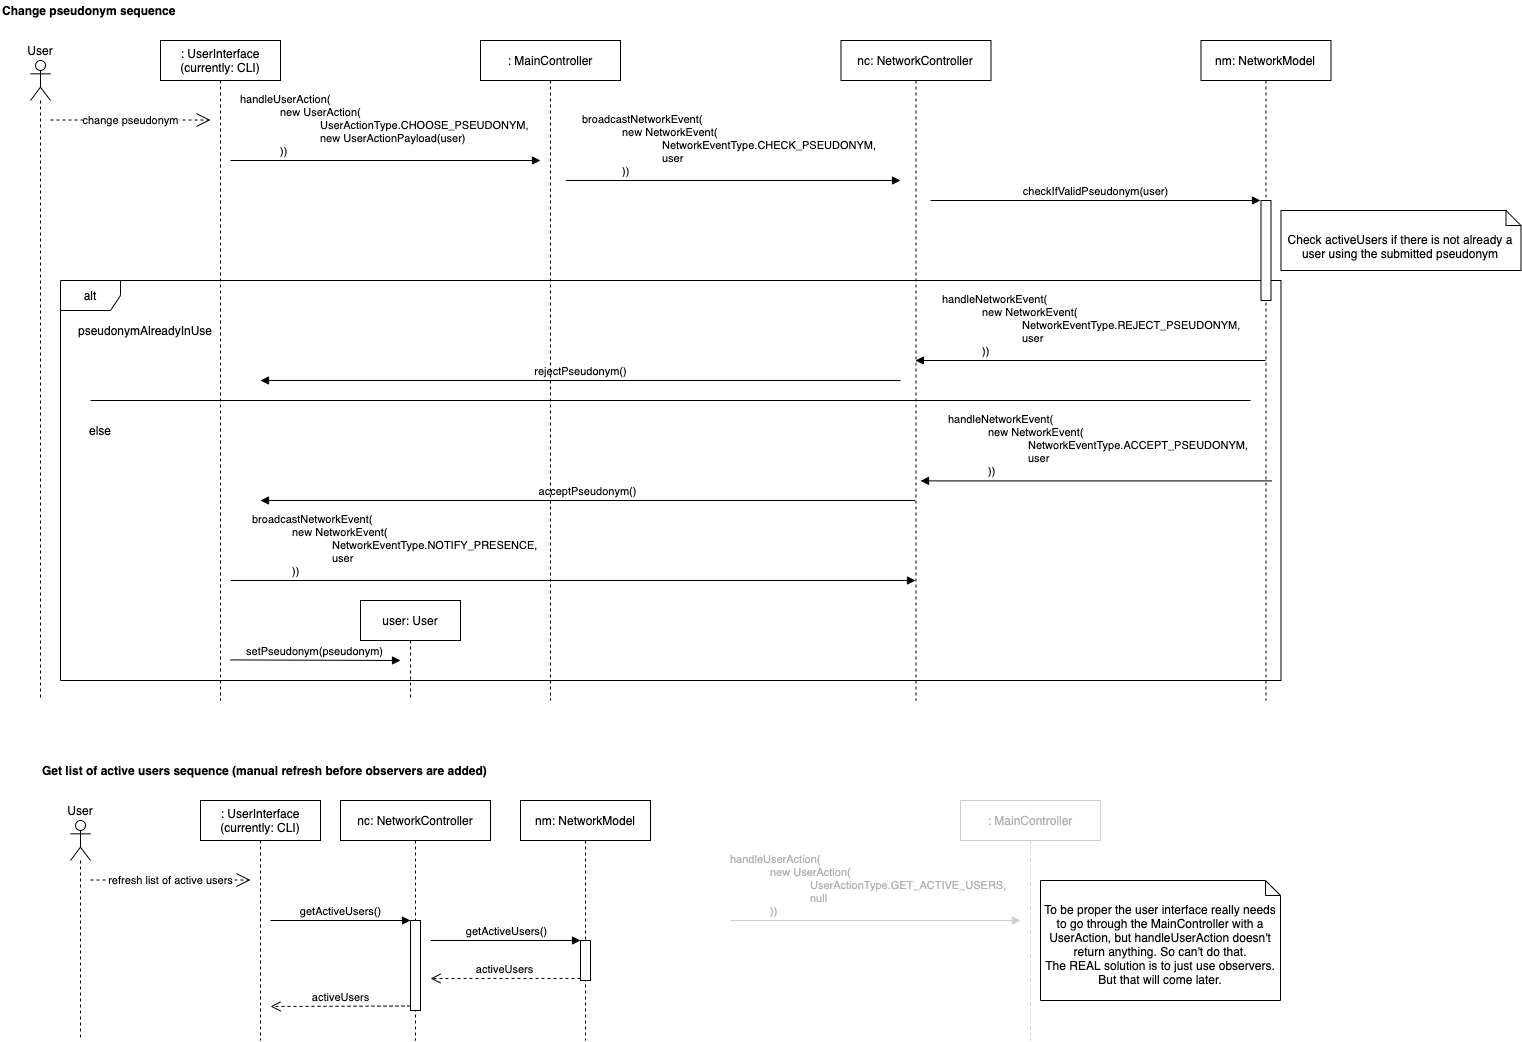 Change pseudonym sequence
User
: UserInterface
(currently: CLI)
: MainController
nc: NetworkController
nm: NetworkModel
change pseudonym
handleUserAction(
new UserAction(
UserActionType.CHOOSE_PSEUDONYM,
new UserActionPayload(user)
))
broadcastNetworkEvent(
new NetworkEvent(
NetworkEventType.CHECK_PSEUDONYM,
user
))
checkIfValidPseudonym(user)
Check activeUsers if there is not already a
user using the submitted pseudonym
alt
pseudonymAlreadyInUse
handleNetworkEvent(
new NetworkEvent(
NetworkEventType.REJECT_PSEUDONYM,
user
))
rejectPseudonym()
else
handleNetworkEvent(
new NetworkEvent(
NetworkEventType.ACCEPT_PSEUDONYM,
user
))
acceptPseudonym()
broadcastNetworkEvent(
new NetworkEvent(
NetworkEventType.NOTIFY_PRESENCE,
user
))
user: User
setPseudonym(pseudonym)
Get list of active users sequence (manual refresh before observers are added)
User
: UserInterface
(currently: CLI)
nc: NetworkController
nm: NetworkModel
: MainController
refresh list of active users
getActiveUsers()
getActiveUsers()
activeUsers
activeUsers
handleUserAction(
new UserAction(
UserActionType.GET_ACTIVE_USERS,
null
))
To be proper the user interface really needs
to go through the MainController with a
UserAction, but handleUserAction doesn't
return anything. So can't do that.
The REAL solution is to just use observers.
But that will come later.